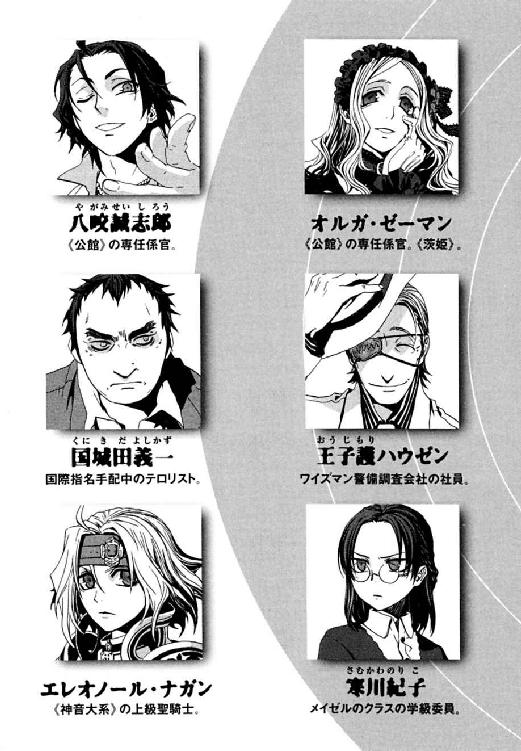 やがみせいしろう
八咬誠志郎
《公館》の専任係官。
オルガ・ゼーマン
《公館》の専任係官。《茨姫》。
くにきだよしかず
国城田義一
国際指名手配中のテロリスト。
おうじもり
王子護ハウゼン
ワイズマン警備調査会社の社員。
エレオノール・ナガン
《神音大系》の上級聖騎士。
さむかわのりこ
寒川紀子
メイゼルのクラスの学級委員。